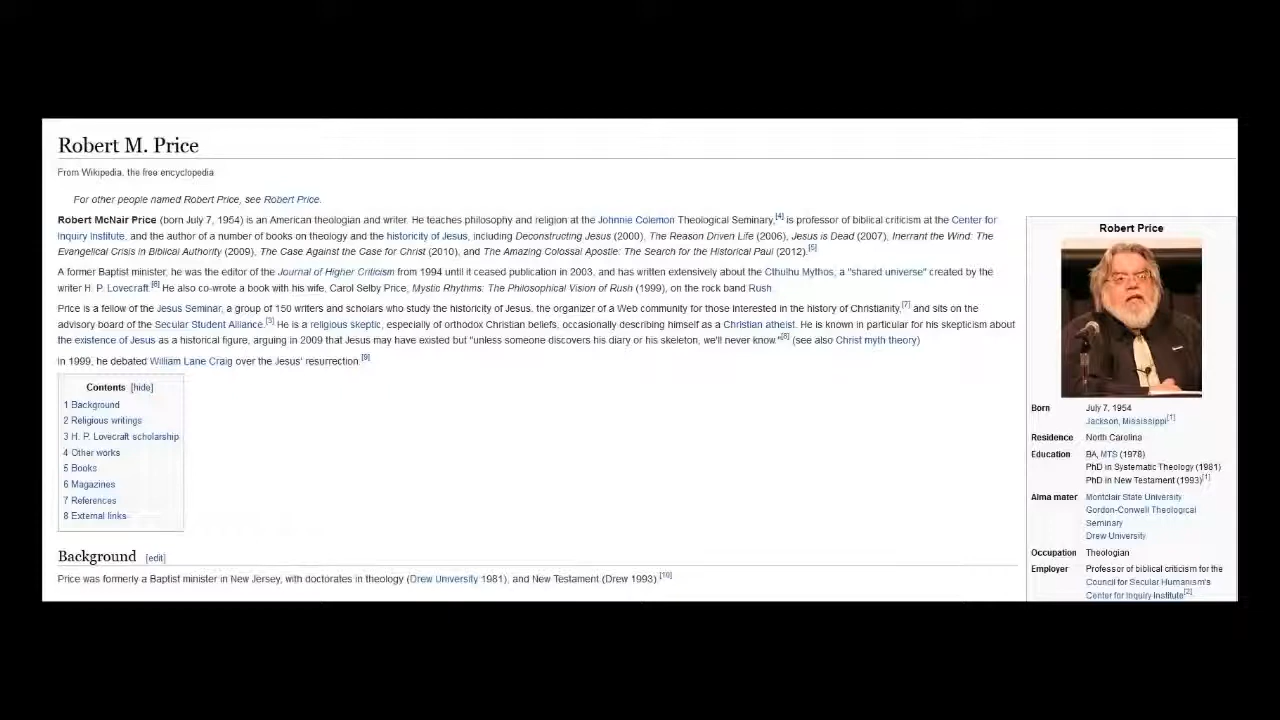 Robert M. Price
From Wikipedia, the free encyclopedia
For other people named Robert Price, see Robert Price.
Robert McNair Price (born July 7, 1954) is an American theologian and writer. He teaches philosophy and religion at the Johnnie Colemon Theological Seminary,[4] is professor of biblical criticism at the Center for
Inquiry Institute, and the author of a number of books on theology and the historicity of Jesus, including Deconstructing Jesus (2000), The Reason Driven Life (2006), Jesus is Dead (2007), Inerrant the Wind: The
Evangelical Crisis in Biblical Authority (2009), The Case Against the Case for Christ (2010), and The Amazing Colossal Apostle: The Search for the Historical Paul (2012).[5]
A former Baptist minister, he was the editor of the Journal of Higher Criticism from 1994 until it ceased publication in 2003, and has written extensively about the Cthulhu Mythos, a "shared universe" created by the
writer H. P. Lovecraft.[6] He also co-wrote a book with his wife, Carol Selby Price, Mystic Rhythms: The Philosophical Vision of Rush (1999), on the rock band Rush.
Price is a fellow of the Jesus Seminar, a group of 150 writers and scholars who study the historicity of Jesus, the organizer of a Web community for those interested in the history of Christianity,[7] and sits on the
advisory board of the Secular Student Alliance.[3] He is a religious skeptic, especially of orthodox Christian beliefs, occasionally describing himself as a Christian atheist. He is known in particular for his skepticism about
the existence of Jesus as a historical figure, arguing in 2009 that Jesus may have existed but "unless someone discovers his diary or his skeleton, we'll never know."[8] (see also Christ myth theory)
In 1999, he debated William Lane Craig over the Jesus' resurrection.[9]
Contents [hide]
1 Background
2 Religious writings
3 H. P. Lovecraft scholarship
4 Other works
5 Books
6 Magazines
7 References
8 External links
Background [edit]
Price was formerly a Baptist minister in New Jersey, with doctorates in theology (Drew University 1981), and New Testament (Drew 1993).[10]
Robert Price
Born July 7, 1954
Jackson, Mississippi[1]
Residence North Carolina
Education BA, MTS (1978)
PhD in Systematic Theology (1981)
PhD in New Testament (1993)[1]
Alma mater Montclair State University
Gordon-Conwell Theological
Seminary
Drew University
Occupation Theologian
Employer Professor of biblical criticism for the
Council for Secular Humanism's
Center for Inquiry Institute[2]